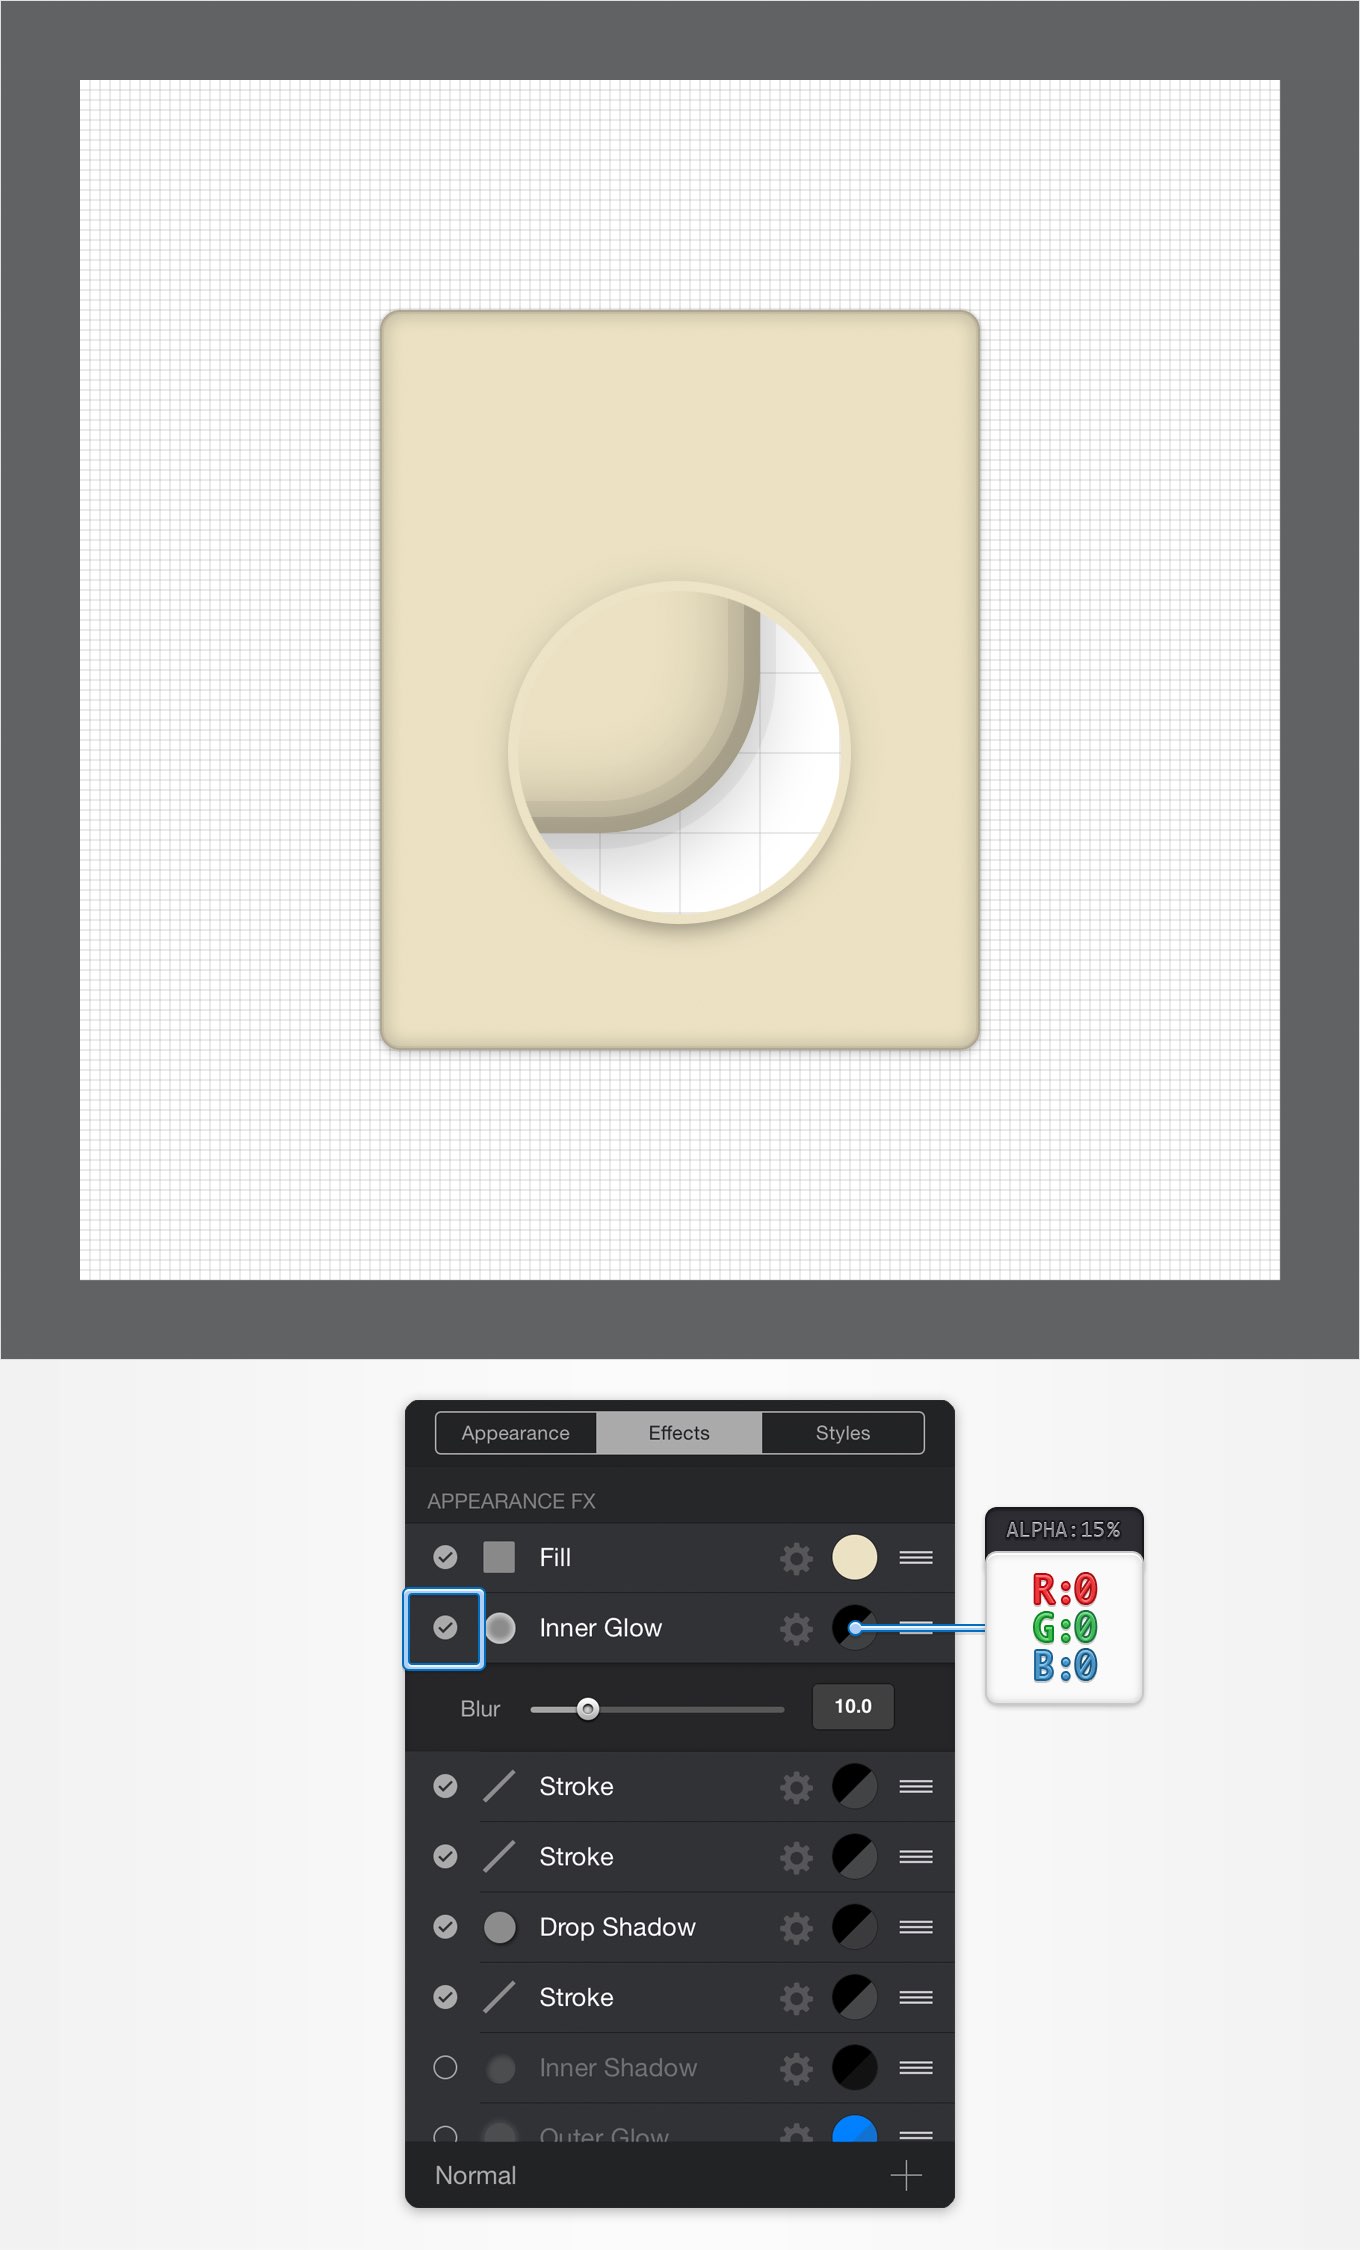 Appearance Effects Styles
APPEARANCE FX
Fill
Inner Glow
Blur 10.0
Stroke
Stroke
Drop Shadow
Stroke
Inner Shadow
Outer Glow
Normal
ALPHA:15%
R:0
G:0
B:0